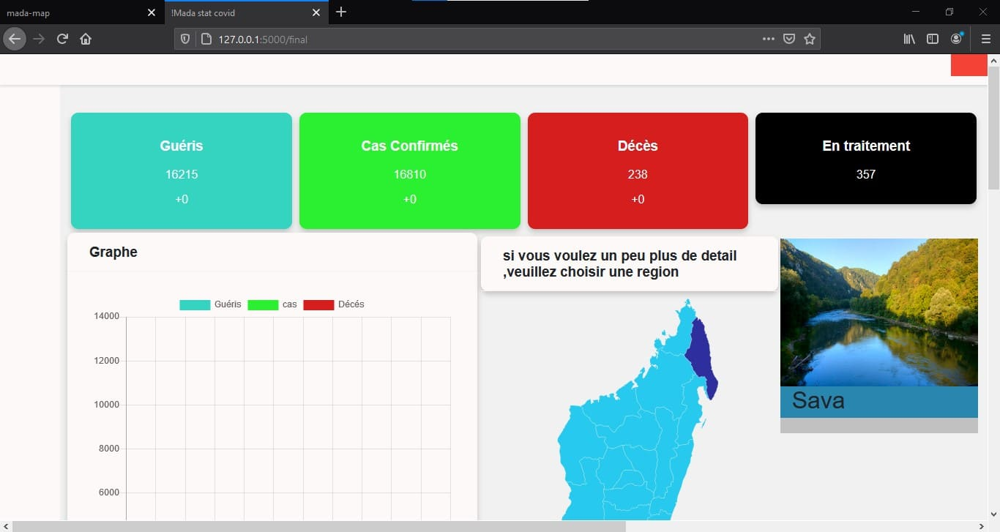 mada-map
!Mada stat covid
127.0.0.1:5000/final
Guéris
16215
+0
Cas Confirmés
16810
+0
Décès
238
+0
En traitement
357
Graphe
Guéris cas Décés
14000
12000
10000
8000
6000
si vous voulez un peu plus de detail
,veuillez choisir une region
Sava